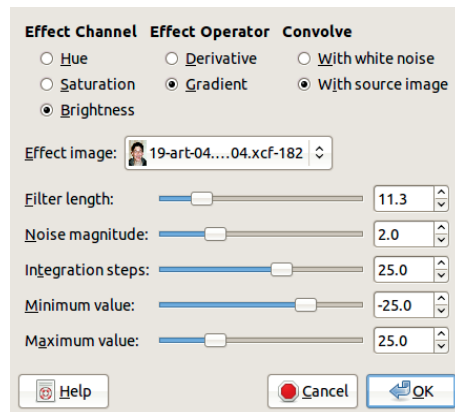 Effect Channel Effect Operator Convolve
Hue Derivative With white noise
Saturation Gradient With source image
Brightness
Effect image: 19-art-04....04.xcf-182
Filter length: 11.3
Noise magnitude: 2.0
Integration steps: 25.0
Minimum value: -25.0
Maximum value: 25.0
Help Cancel OK